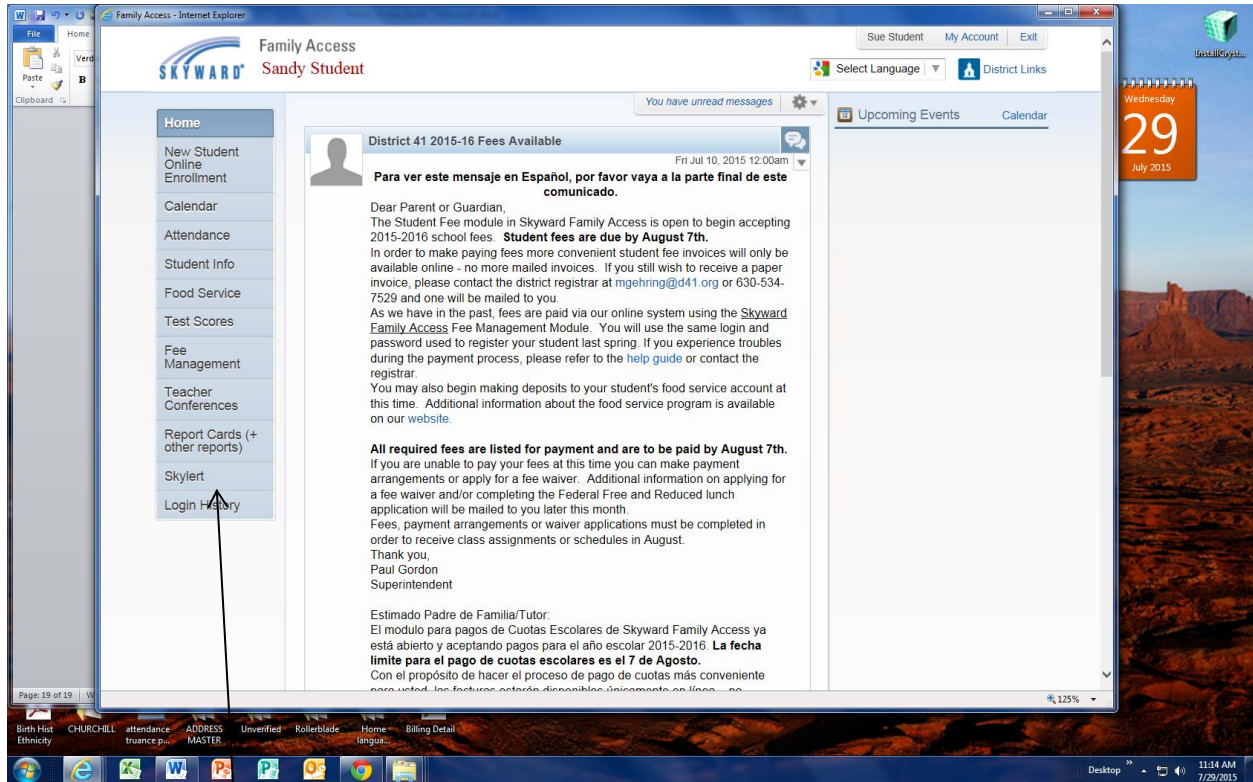 Family Access - Internet Explorer
File
Home
Paste
Verd
B
Clipboard
SKYWARD®
Family Access
Sandy Student
Sue Student
My Account
Exit
Select Language
District Links
You have unread messages
Home
New Student
Online
Enrollment
Calendar
Attendance
Student Info
Food Service
Test Scores
Fee
Management
Teacher
Conferences
Report Cards (+
other reports)
Skylert
Login History
District 41 2015-16 Fees Available
Fri Jul 10, 2015 12:00am
Para ver este mensaje en Español, por favor vaya a la parte final de este
comunicado.
Dear Parent or Guardian,
The Student Fee module in Skyward Family Access is open to begin accepting
2015-2016 school fees. Student fees are due by August 7th.
In order to make paying fees more convenient student fee invoices will only be
available online - no more mailed invoices. If you still wish to receive a paper
invoice, please contact the district registrar at mgehring@d41.org or 630-534-
7529 and one will be mailed to you.
As we have in the past, fees are paid via our online system using the Skyward
Family Access Fee Management Module. You will use the same login and
password used to register your student last spring. If you experience troubles
during the payment process, please refer to the help guide or contact the
registrar.
You may also begin making deposits to your student's food service account at
this time. Additional information about the food service program is available
on our website.
All required fees are listed for payment and are to be paid by August 7th.
If you are unable to pay your fees at this time you can make payment
arrangements or apply for a fee waiver. Additional information on applying for
a fee waiver and/or completing the Federal Free and Reduced lunch
application will be mailed to you later this month.
Fees, payment arrangements or waiver applications must be completed in
order to receive class assignments or schedules in August.
Thank you,
Paul Gordon
Superintendent
Estimado Padre de Familia/Tutor:
El modulo para pagos de Cuotas Escolares de Skyward Family Access ya
está abierto y aceptando pagos para el año escolar 2015-2016. La fecha
limite para el pago de cuotas escolares es el 7 de Agosto.
Con el propósito de hacer el proceso de pago de cuotas más conveniente
para usted, las facturas estarán disponibles únicamente en línea – no
Upcoming Events
Calendar
InstallCryst...
Wednesday
29
July 2015
Page: 19 of 19
W
125%
Birth Hist
Ethnicity
CHURCHILL
attendance
truance p...
ADDRESS
MASTER
Unverified
Rollerblade
Home
langua...
Billing Detail
Desktop
11:14 AM
7/29/2015